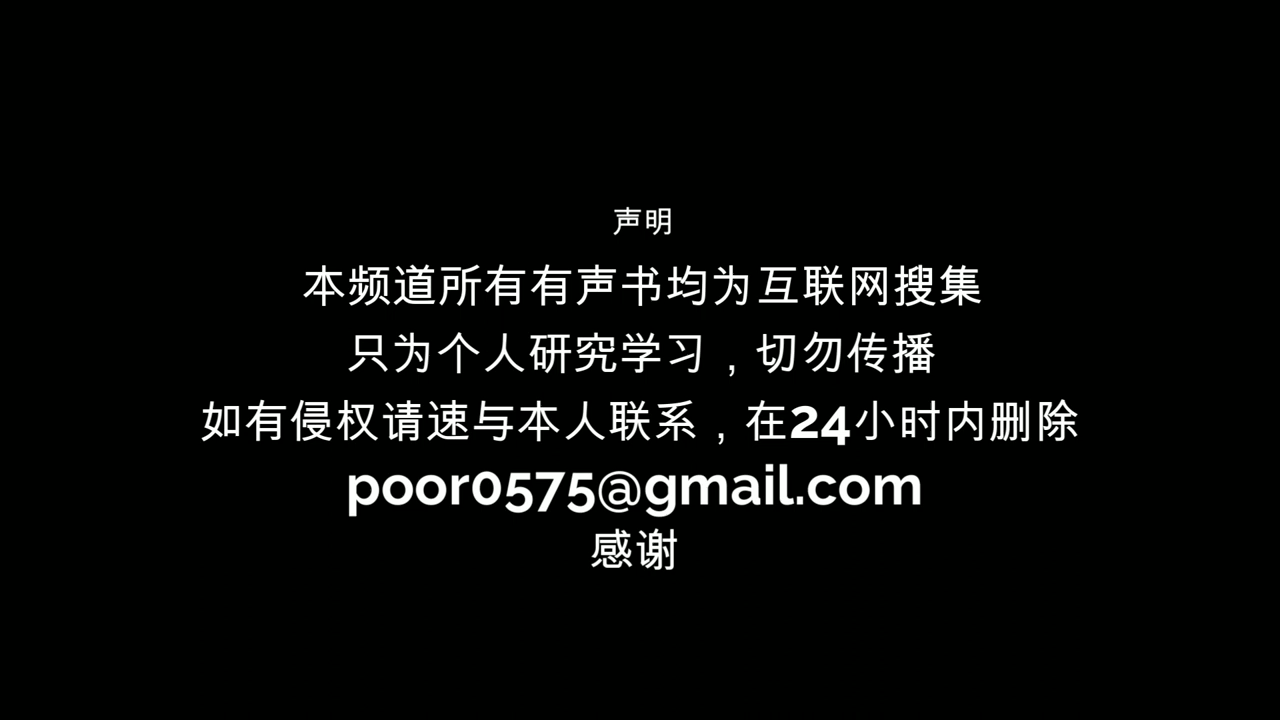 声明
本频道所有有声书均为互联网搜集
只为个人研究学习，切勿传播
如有侵权请速与本人联系，在24小时内删除
poor0575@gmail.com
感谢